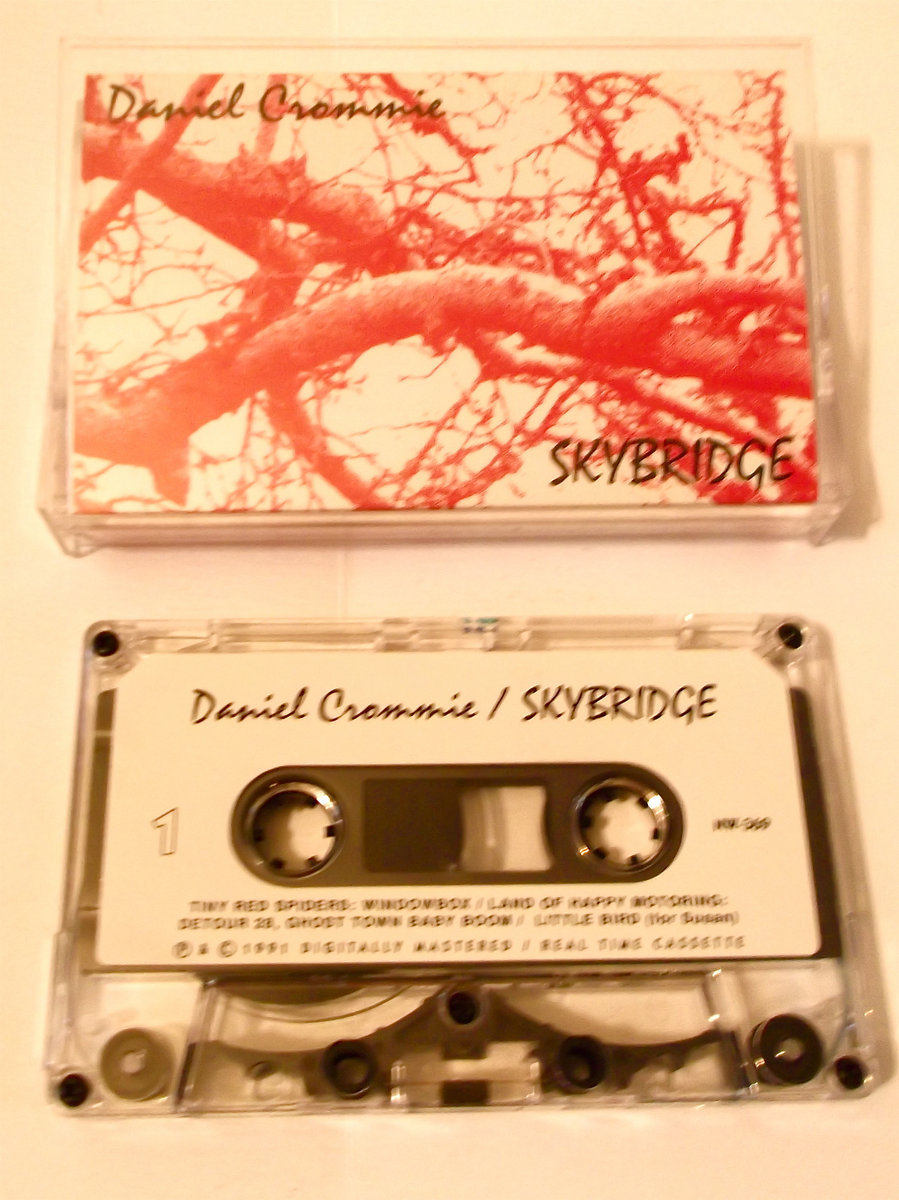 Daniel Crommie
SKYBRIDGE
Daniel Crommie / SKYBRIDGE
1
TINY RED SPIDERS: WINDOWBOX / LAND OF HAPPY MOTORING:
DETOUR 28, GHOST TOWN BABY BOOM / LITTLE BIRD (for Susan)
℗ & © 1991 DIGITALLY MASTERED / REAL TIME CASSETTE